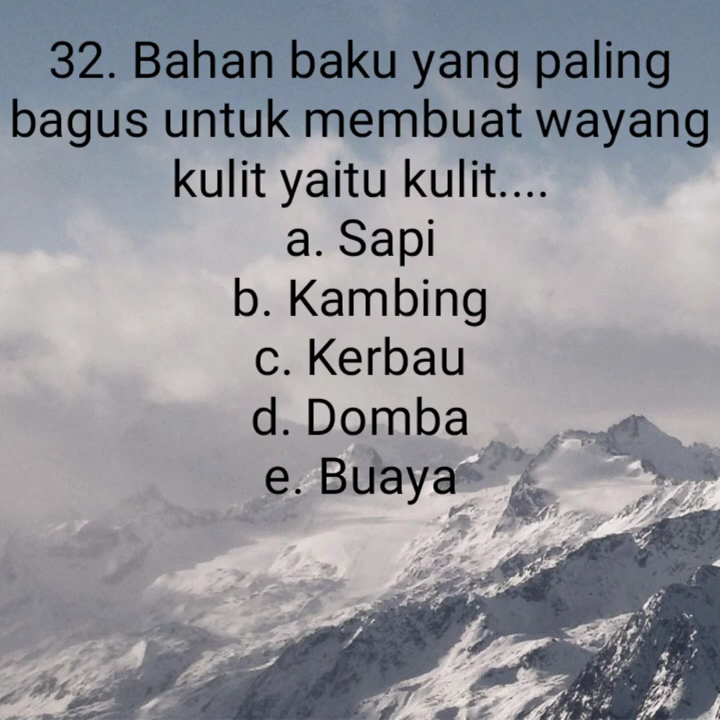 32. Bahan baku yang paling
bagus untuk membuat wayang
kulit yaitu kulit....
a. Sapi
b. Kambing
c. Kerbau
d. Domba
e. Buaya